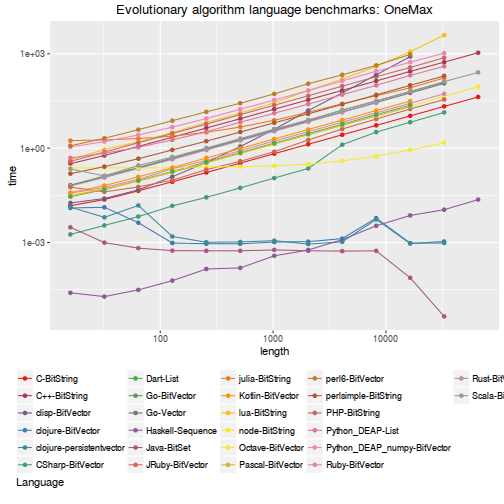 Evolutionary algorithm language benchmarks: OneMax
1e+03
1e+00
1e-03
time
100
1000
10000
length
C-BitString
Dart-List
julia-BitString
perl6-BitVector
Rust-BitV
C++-BitString
Go-BitVector
Kotlin-BitVector
perlsimple-BitString
Scala-Bit
clisp-BitVector
Go-Vector
lua-BitString
PHP-BitString
clojure-BitVector
Haskell-Sequence
node-BitString
Python_DEAP-List
clojure-persistentvector
Java-BitSet
Octave-BitVector
Python_DEAP_numpy-BitVector
CSharp-BitVector
JRuby-BitVector
Pascal-BitVector
Ruby-BitVector
Language